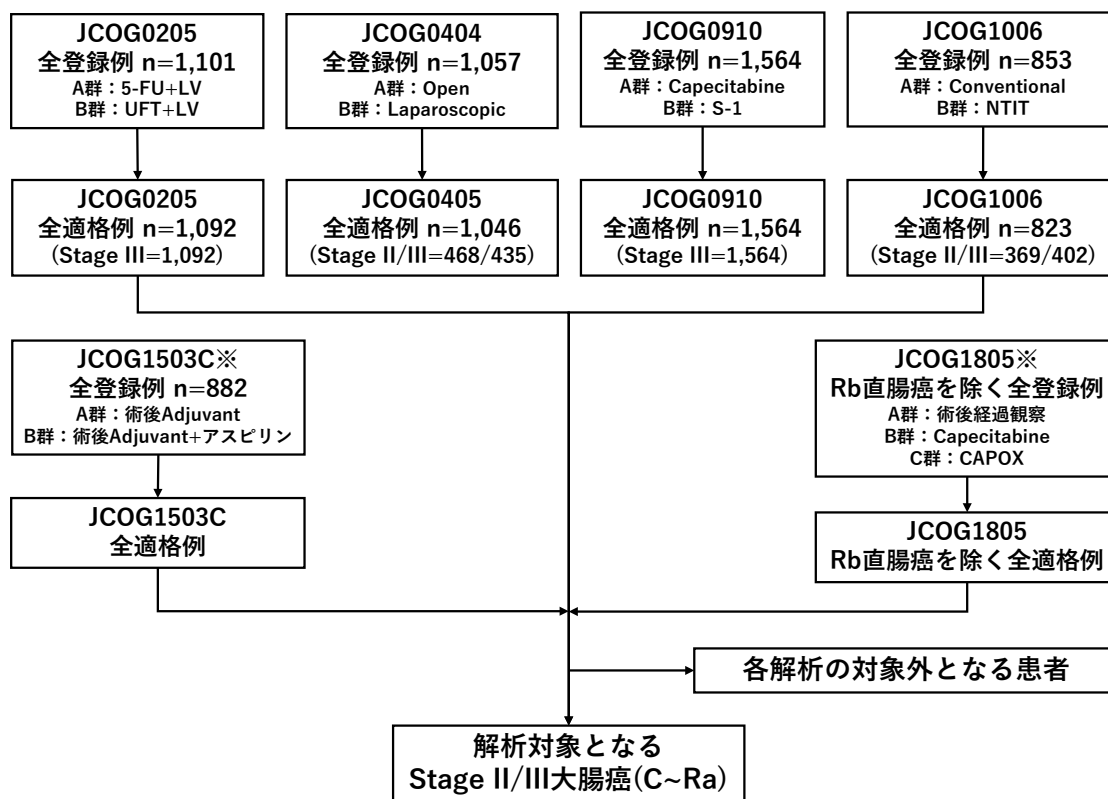 JCOG0205
全登録例 n=1,101
A群：5-FU+LV
B群：UFT+LV
JCOG0404
全登録例 n=1,057
A群：Open
B群：Laparoscopic
JCOG0910
全登録例 n=1,564
A群：Capecitabine
B群：S-1
JCOG1006
全登録例 n=853
A群：Conventional
B群：NTIT
JCOG0205
全適格例 n=1,092
(Stage III=1,092)
JCOG0405
全適格例 n=1,046
(Stage II/III=468/435)
JCOG0910
全適格例 n=1,564
(Stage III=1,564)
JCOG1006
全適格例 n=823
(Stage II/III=369/402)
JCOG1503C※
全登録例 n=882
A群：術後Adjuvant
B群：術後Adjuvant+アスピリン
JCOG1805※
Rb直腸癌を除く全登録例
A群：術後経過観察
B群：Capecitabine
C群：CAPOX
JCOG1503C
全適格例
JCOG1805
Rb直腸癌を除く全適格例
各解析の対象外となる患者
解析対象となる
Stage II/III大腸癌(C~Ra)